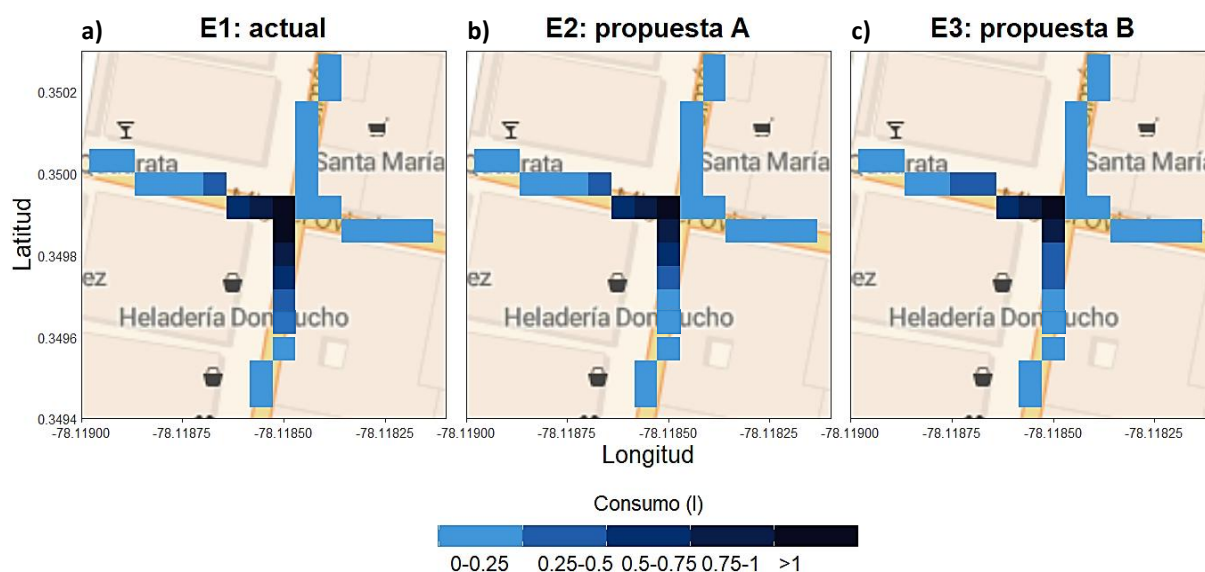 a) E1: actual
b) E2: propuesta A
c) E3: propuesta B
Latitud
0.3502
0.3500
0.3498
0.3496
0.3494
rata
Santa María
ez
Heladería Don
ucho
rata
Santa María
ez
Heladería Don
ucho
rata
Santa María
ez
Heladería Don
ucho
-78.11900 -78.11875 -78.11850 -78.11825 -78.11900 -78.11875 -78.11850 -78.11825 -78.11900 -78.11875 -78.11850 -78.11825
Longitud
Consumo (l)
0-0.25 0.25-0.5 0.5-0.75 0.75-1 >1